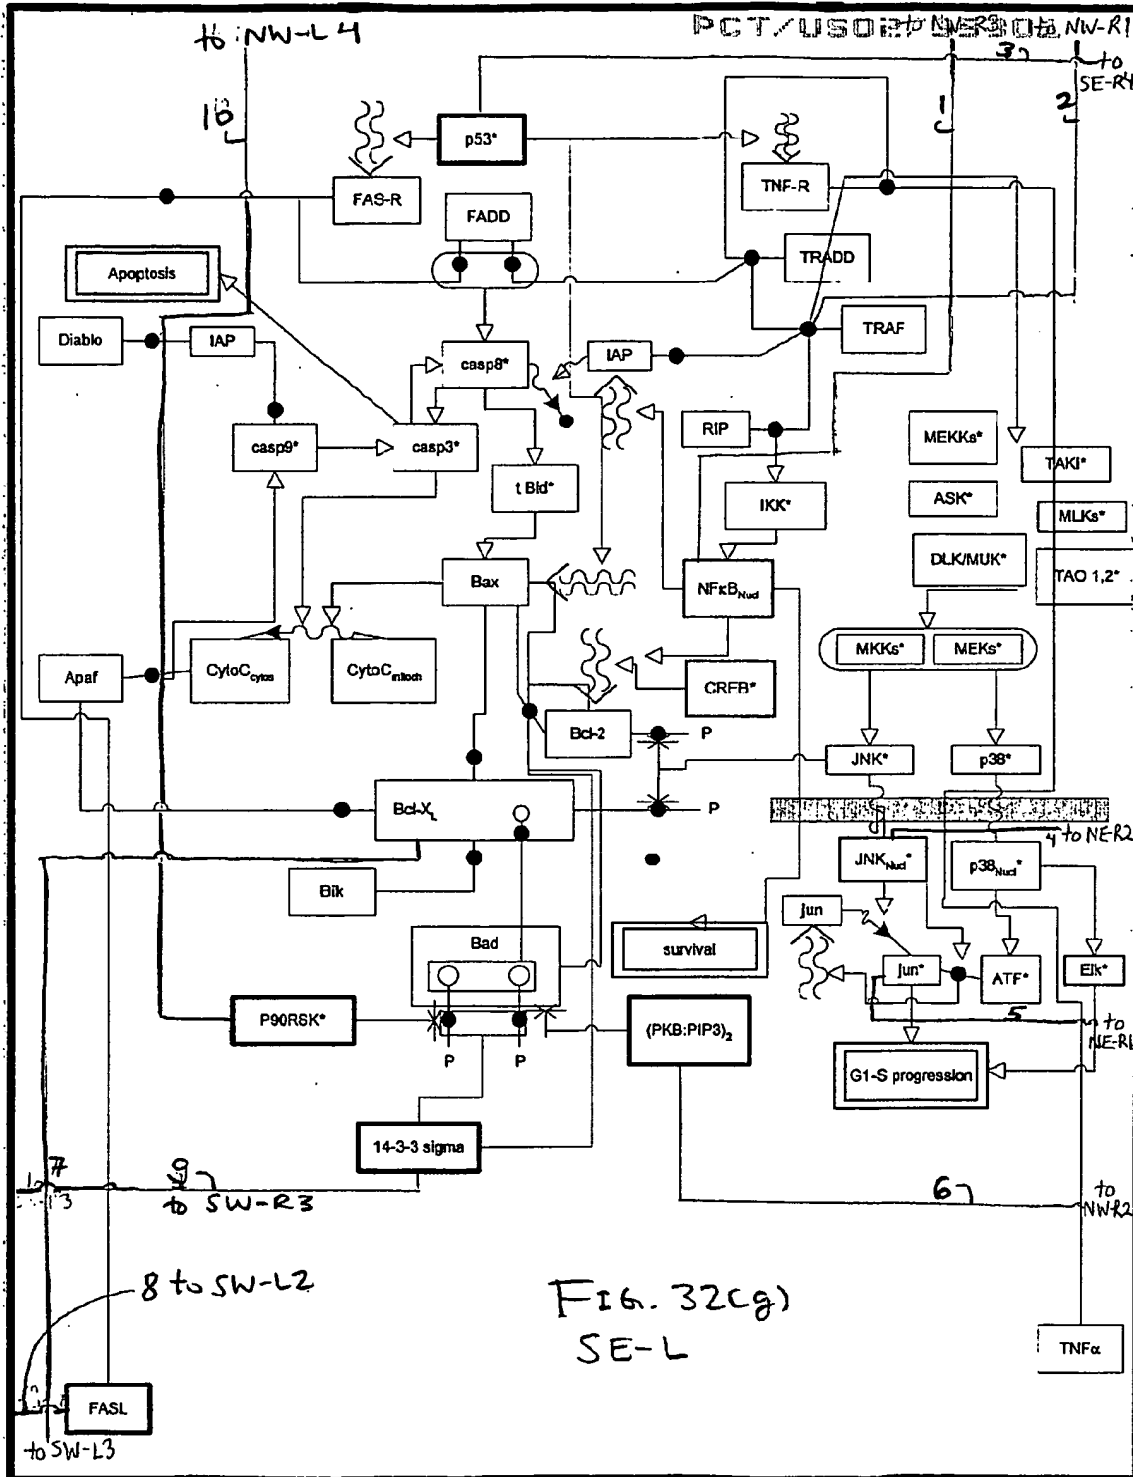 to NW-L4
PCT/US02
to NW-R3
to NW-R1
3
to
SE-R4
10
1
2
p53*
FAS-R
TNF-R
FADD
TRADD
Apoptosis
Diablo
IAP
casp8*
IAP
TRAF
casp9*
casp3*
RIP
MEKKs*
TAKI*
t Bid*
IKK*
ASK*
MLKs*
DLK/MUK*
TAO 1,2*
Bax
NFκB Nucl
MKKs*
MEKs*
Apaf
CytoC cytos
CytoC mitoch
CREB*
Bcl-2
P
JNK*
p38*
Bcl-XL
P
4 to NE-R2
JNK Nucl*
p38 Nucl*
Bik
jun
Bad
survival
jun*
ATF*
Elk*
P90RSK*
(PKB:PIP3)2
5
to
NE-R1
P
P
G1-S progression
14-3-3 sigma
7
9
to SW-R3
6
to
NW-R2
8 to SW-L2
FIG. 32(g)
SE-L
TNFα
FASL
to SW-L3